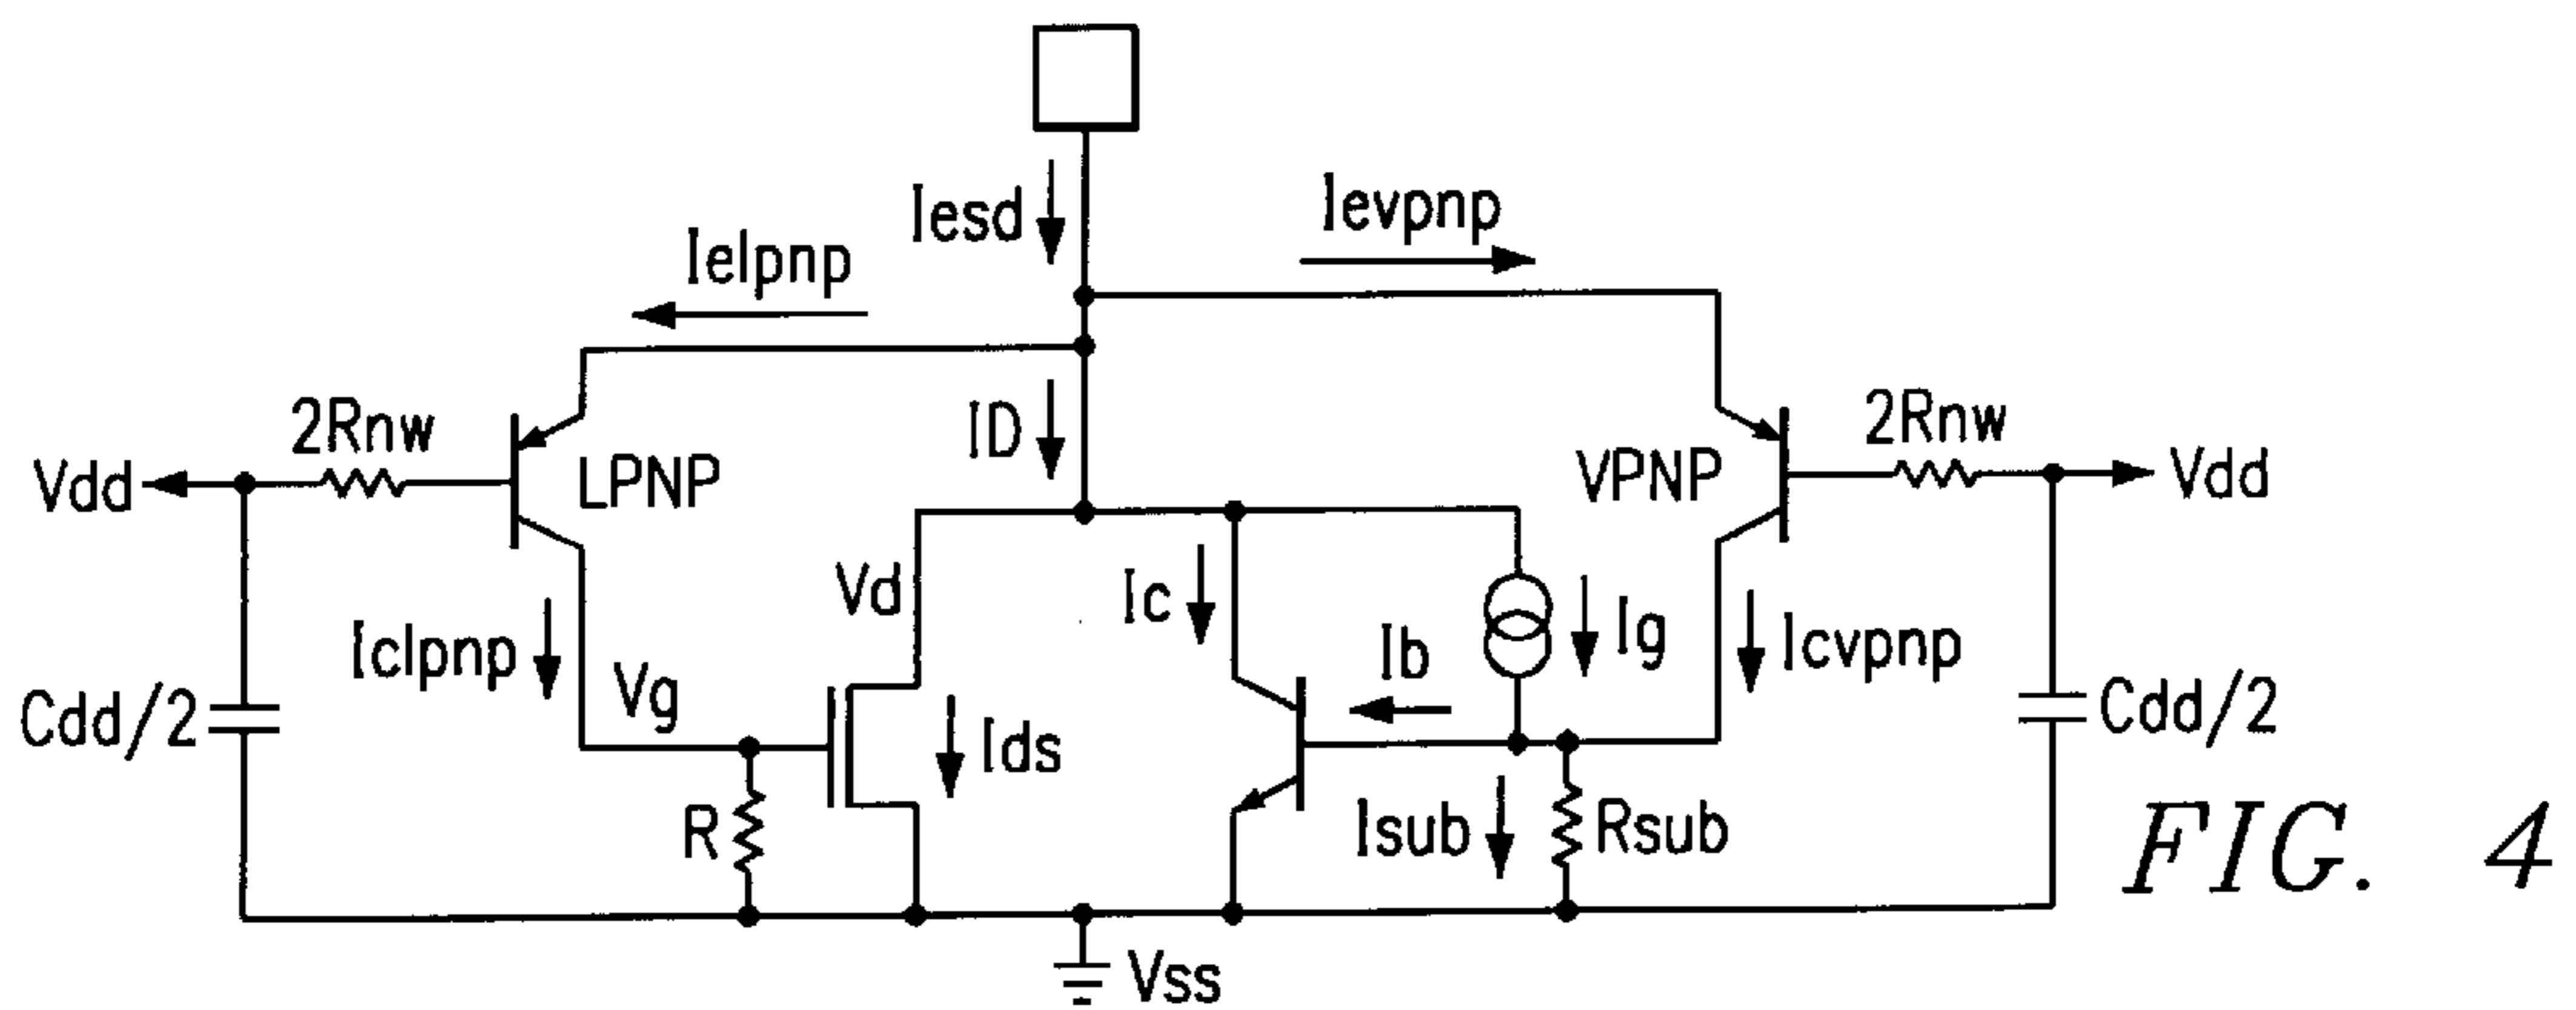 Iesd
Ievpnp
Ielpnp
ID
2Rnw
2Rnw
Vdd
LPNP
VPNP
Vdd
Vd
Ic
Ig
Iclpnp
Ib
Icvpnp
Vg
Cdd/2
Ids
Cdd/2
R
Isub
Rsub
FIG. 4
Vss